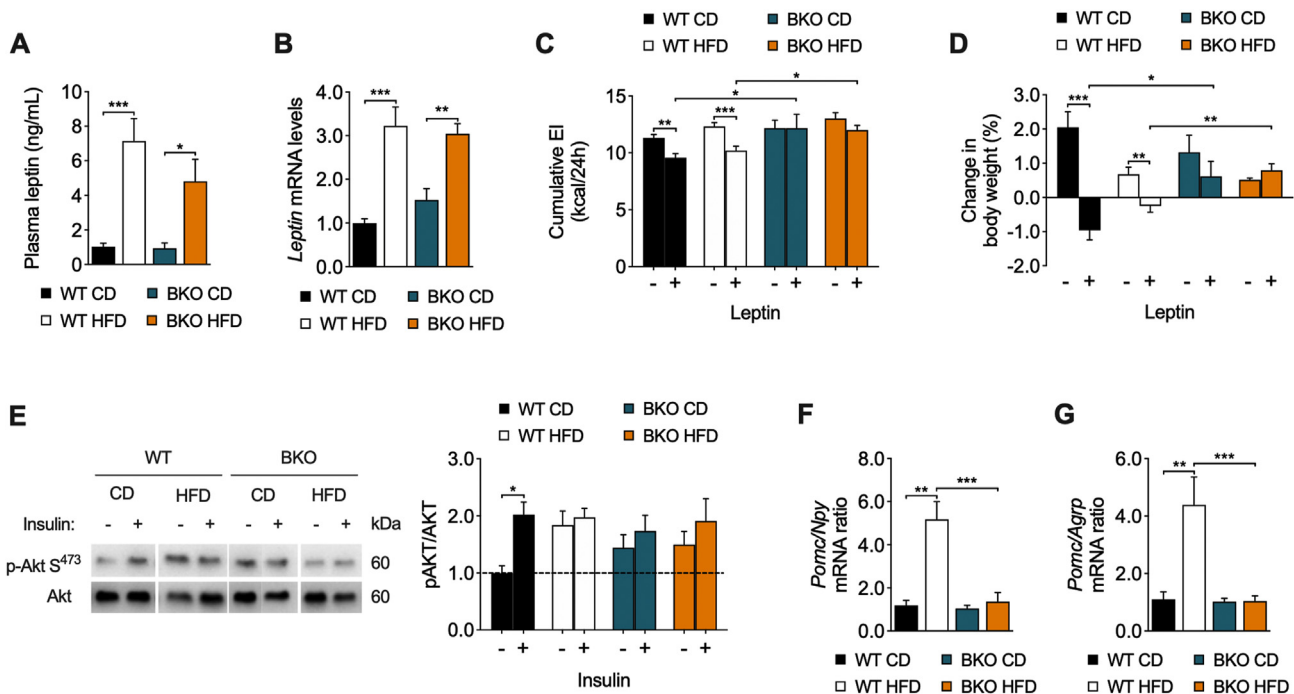 A
Plasma leptin (ng/mL)
10
8
6
4
2
0
***
*
WT CD
BKO CD
WT HFD
BKO HFD
B
Leptin mRNA levels
4.0
3.0
2.0
1.0
0.0
***
**
WT CD
BKO CD
WT HFD
BKO HFD
C
WT CD
BKO CD
WT HFD
BKO HFD
Cumulative EI
(kcal/24h)
15
10
5
0
**
***
*
*
- + - + - + - +
Leptin
D
WT CD
BKO CD
WT HFD
BKO HFD
Change in
body weight (%)
3.0
2.0
1.0
0.0
-1.0
-2.0
***
**
*
**
- + - + - + - +
Leptin
E
WT BKO
CD HFD CD HFD
Insulin: - + - + - + - + kDa
p-Akt S473 60
Akt 60
WT CD
BKO CD
WT HFD
BKO HFD
pAKT/AKT
3.0
2.0
1.0
0.0
*
- + - + - + - +
Insulin
F
Pomc/Npy
mRNA ratio
8.0
6.0
4.0
2.0
0.0
**
***
WT CD
BKO CD
WT HFD
BKO HFD
G
Pomc/Agrp
mRNA ratio
6.0
4.0
2.0
0.0
**
***
WT CD
BKO CD
WT HFD
BKO HFD